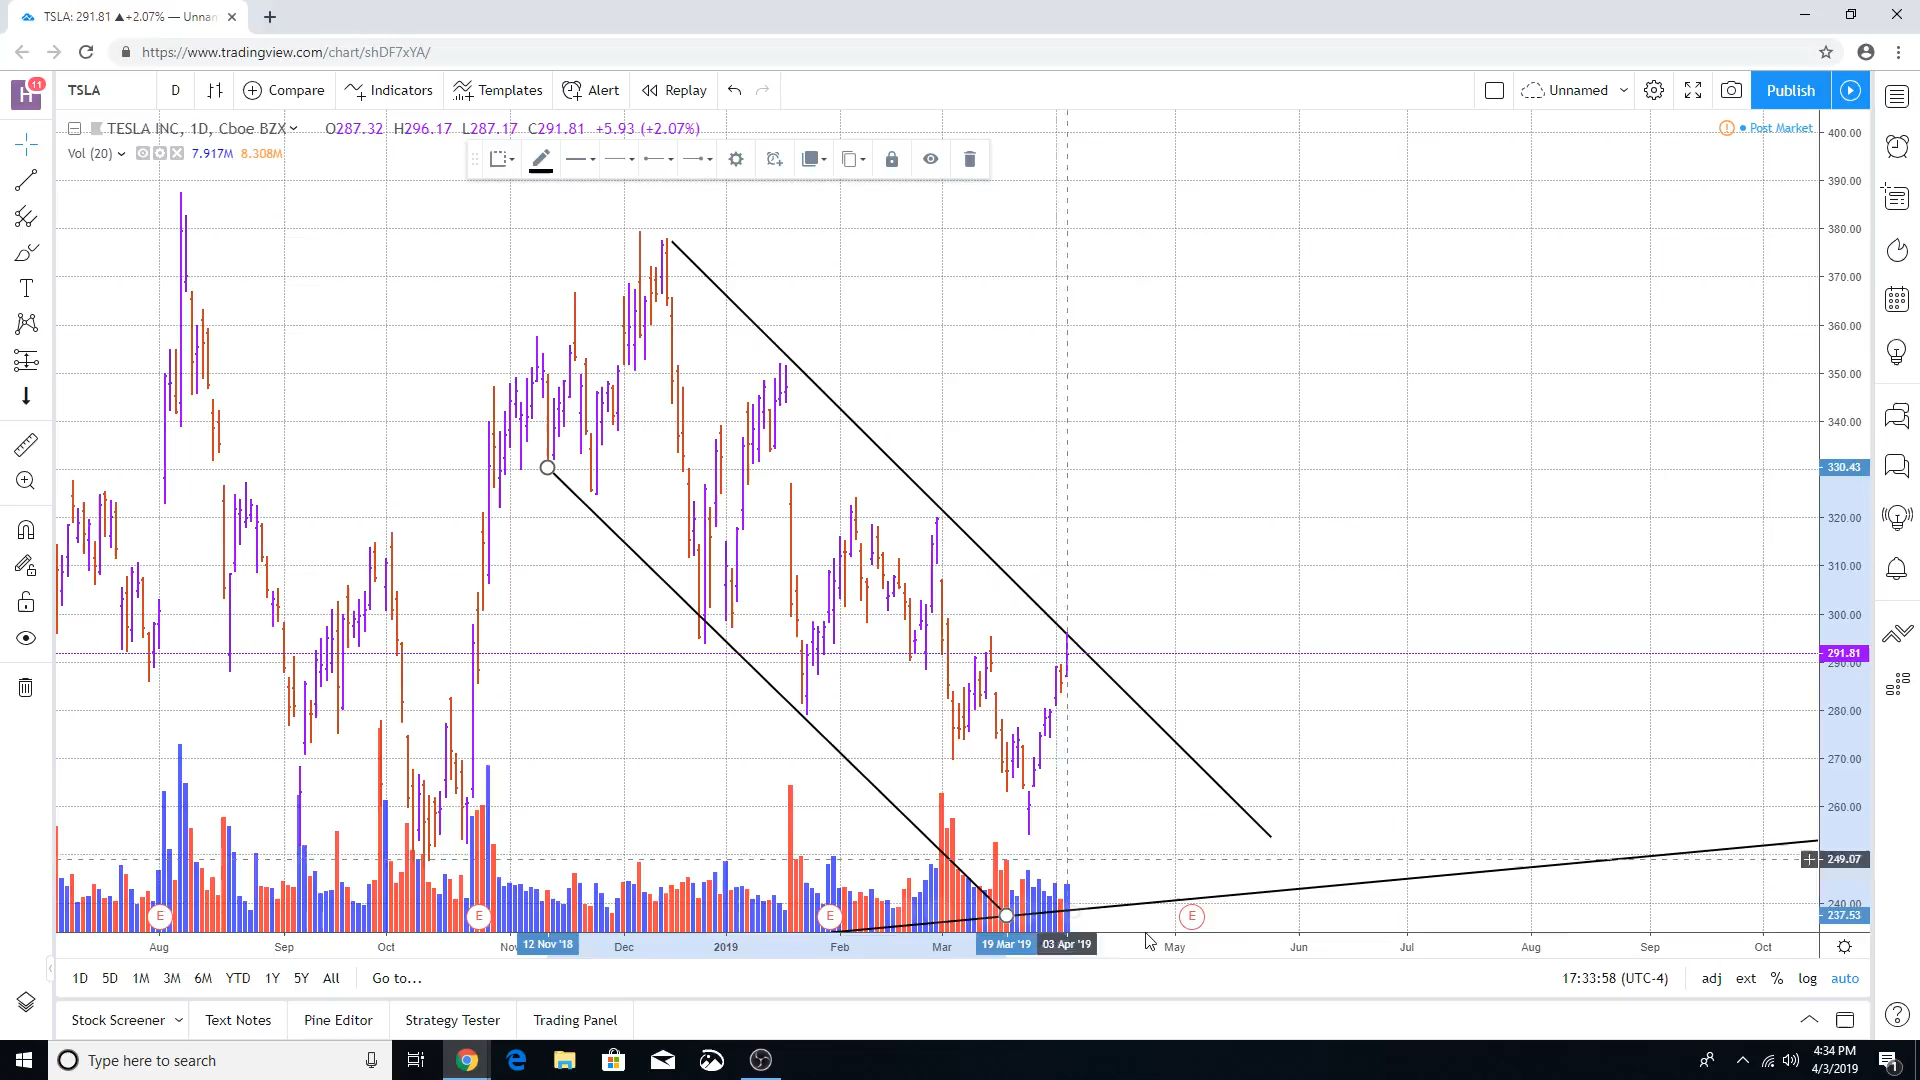 TSLA: 291.81 ▲+2.07% — Unnan
https://www.tradingview.com/chart/shDF7xYA/
H 11
TSLA D Compare Indicators Templates Alert Replay Unnamed Publish
TESLA INC, 1D, Cboe BZX O287.32 H296.17 L287.17 C291.81 +5.93 (+2.07%)
Post Market
Vol (20) 7.917M 8.308M
400.00
390.00
380.00
370.00
360.00
350.00
340.00
330.43
320.00
310.00
300.00
291.81
290.00
280.00
270.00
260.00
249.07
240.00
237.53
E E E E
Aug Sep Oct Nov 12 Nov '18 Dec 2019 Feb Mar 19 Mar '19 03 Apr '19 May Jun Jul Aug Sep Oct
1D 5D 1M 3M 6M YTD 1Y 5Y All Go to... 17:33:58 (UTC-4) adj ext % log auto
Stock Screener Text Notes Pine Editor Strategy Tester Trading Panel
Type here to search
4:34 PM
4/3/2019
1